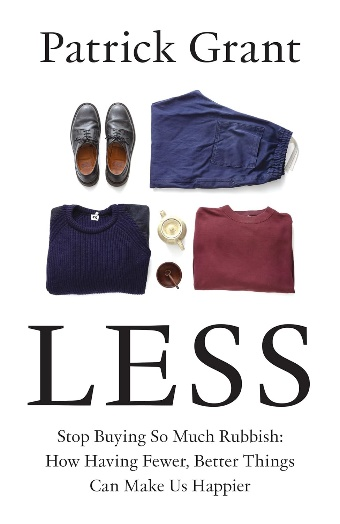 Patrick Grant
LESS
Stop Buying So Much Rubbish:
How Having Fewer, Better Things
Can Make Us Happier